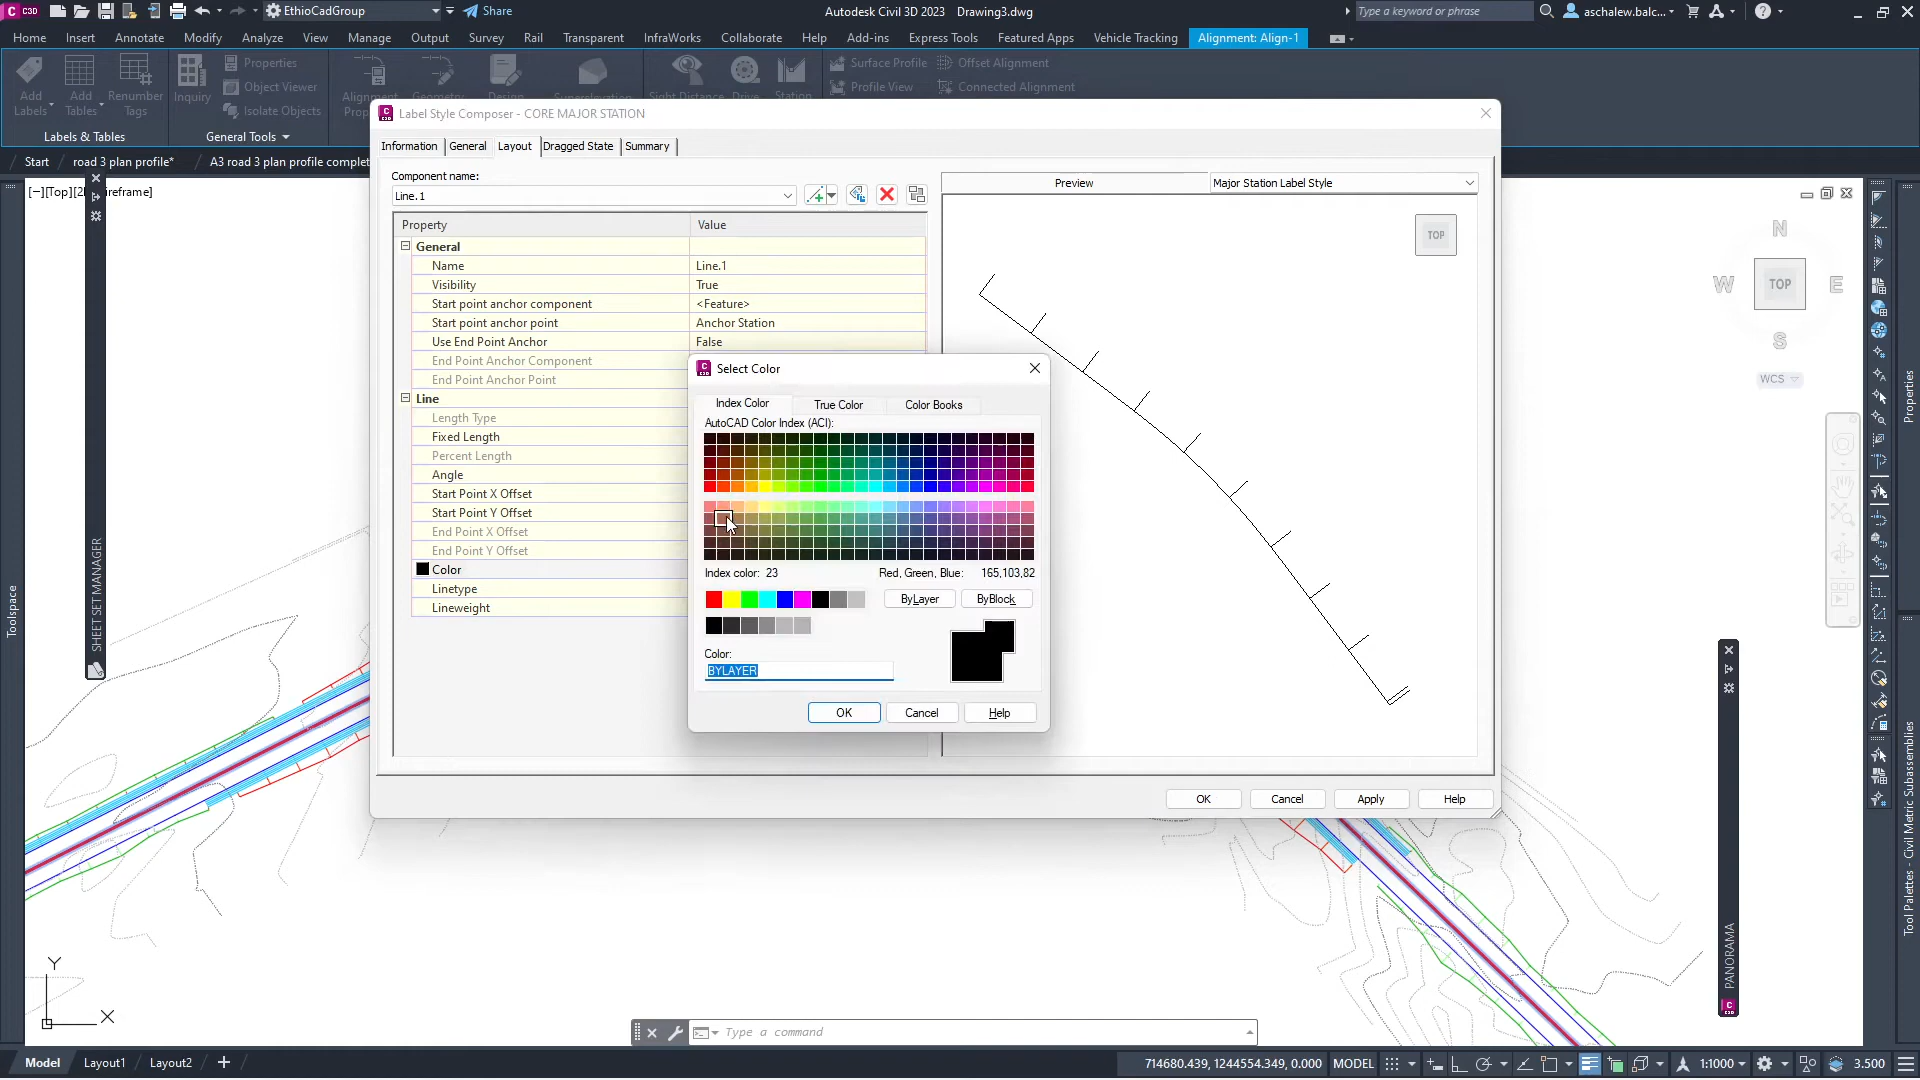 C3D EthioCadGroup Share Autodesk Civil 3D 2023 Drawing3.dwg Type a keyword or phrase aschalew.balc...
Home Insert Annotate Modify Analyze View Manage Output Survey Rail Transparent InfraWorks Collaborate Help Add-ins Express Tools Featured Apps Vehicle Tracking Alignment: Align-1
Add Labels
Add Tables
Renumber Tags
Inquiry
Properties
Object Viewer
Isolate Objects
Alignment
Geometry
Design
Superelevation
Sight Distance
Drive
Station
Surface Profile
Profile View
Offset Alignment
Connected Alignment
Labels & Tables
General Tools
Start road 3 plan profile* A3 road 3 plan profile complet
[−][Top][2
ireframe]
SHEET SET MANAGER
Toolspace
Label Style Composer - CORE MAJOR STATION
Information General Layout Dragged State Summary
Component name:
Line.1
Property Value
General
Name Line.1
Visibility True
Start point anchor component <Feature>
Start point anchor point Anchor Station
Use End Point Anchor False
End Point Anchor Component
End Point Anchor Point
Line
Length Type
Fixed Length
Percent Length
Angle
Start Point X Offset
Start Point Y Offset
End Point X Offset
End Point Y Offset
Color
Linetype
Lineweight
Preview Major Station Label Style
TOP
Select Color
Index Color True Color Color Books
AutoCAD Color Index (ACI):
Index color: 23 Red, Green, Blue: 165,103,82
ByLayer ByBlock
Color:
BYLAYER
OK Cancel Help
OK Cancel Apply Help
N
W TOP E
S
WCS
Properties
Tool Palettes - Civil Metric Subassemblies
PANORAMA
Y
X
Type a command
Model Layout1 Layout2 +
714680.439, 1244554.349, 0.000 MODEL 1:1000 3.500